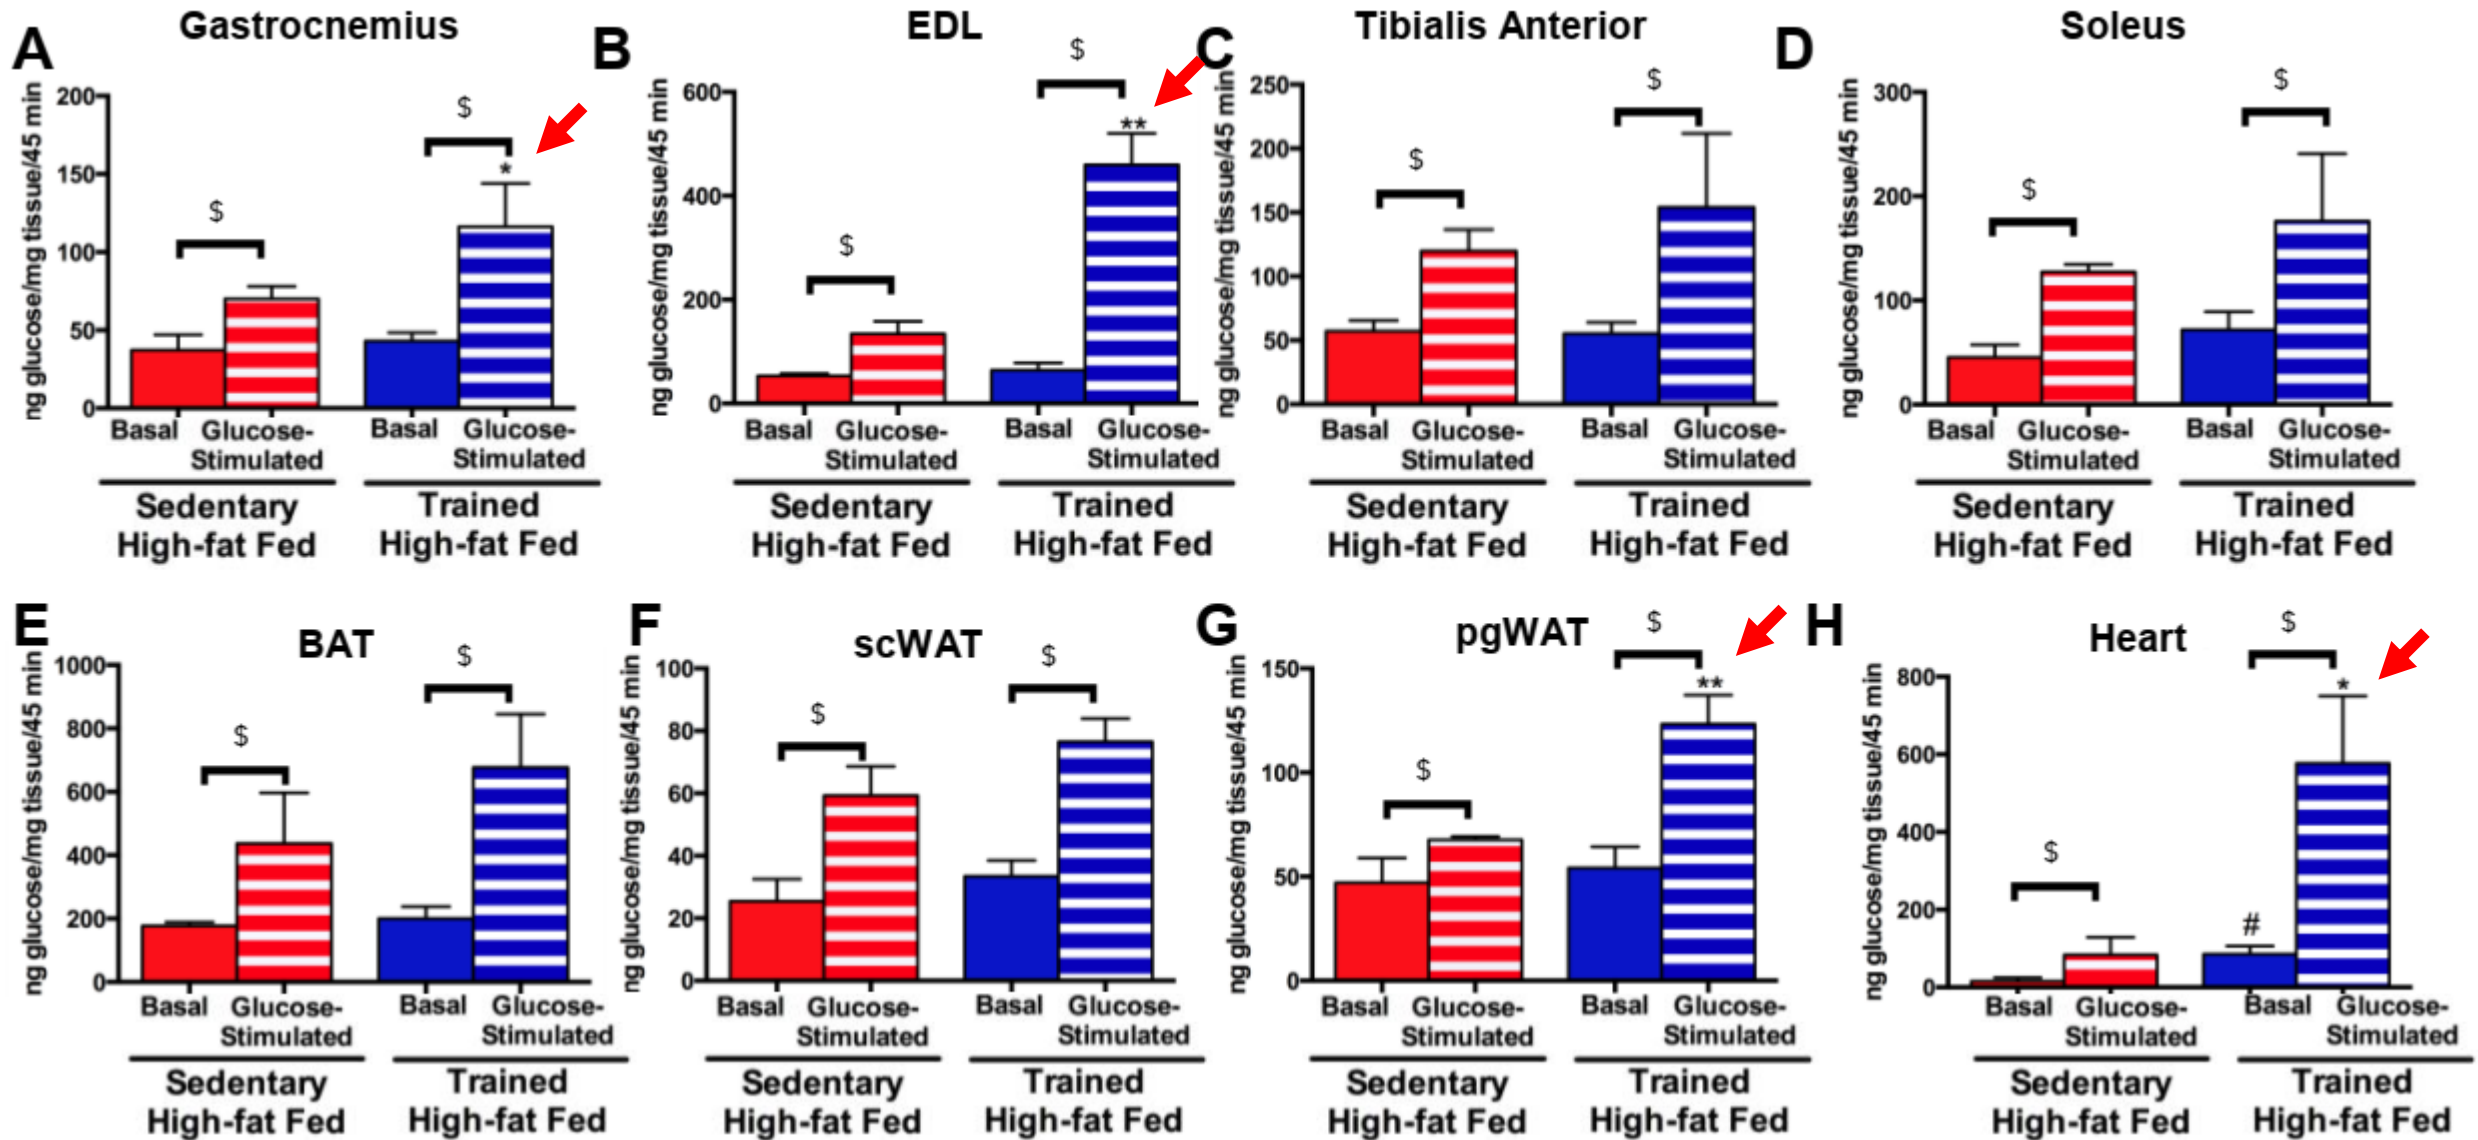 A
Gastrocnemius
ng glucose/mg tissue/45 min
200
150
100
50
0
$
$
*
Basal
Glucose-
Stimulated
Basal
Glucose-
Stimulated
Sedentary
High-fat Fed
Trained
High-fat Fed
B
EDL
ng glucose/mg tissue/45 min
600
400
200
0
$
$
**
Basal
Glucose-
Stimulated
Basal
Glucose-
Stimulated
Sedentary
High-fat Fed
Trained
High-fat Fed
C
Tibialis Anterior
ng glucose/mg tissue/45 min
250
200
150
100
50
0
$
$
Basal
Glucose-
Stimulated
Basal
Glucose-
Stimulated
Sedentary
High-fat Fed
Trained
High-fat Fed
D
Soleus
ng glucose/mg tissue/45 min
300
200
100
0
$
$
Basal
Glucose-
Stimulated
Basal
Glucose-
Stimulated
Sedentary
High-fat Fed
Trained
High-fat Fed
E
BAT
ng glucose/mg tissue/45 min
1000
800
600
400
200
0
$
$
Basal
Glucose-
Stimulated
Basal
Glucose-
Stimulated
Sedentary
High-fat Fed
Trained
High-fat Fed
F
scWAT
ng glucose/mg tissue/45 min
100
80
60
40
20
0
$
$
Basal
Glucose-
Stimulated
Basal
Glucose-
Stimulated
Sedentary
High-fat Fed
Trained
High-fat Fed
G
pgWAT
ng glucose/mg tissue/45 min
150
100
50
0
$
$
**
Basal
Glucose-
Stimulated
Basal
Glucose-
Stimulated
Sedentary
High-fat Fed
Trained
High-fat Fed
H
Heart
ng glucose/mg tissue/45 min
800
600
400
200
0
$
$
*
#
Basal
Glucose-
Stimulated
Basal
Glucose-
Stimulated
Sedentary
High-fat Fed
Trained
High-fat Fed